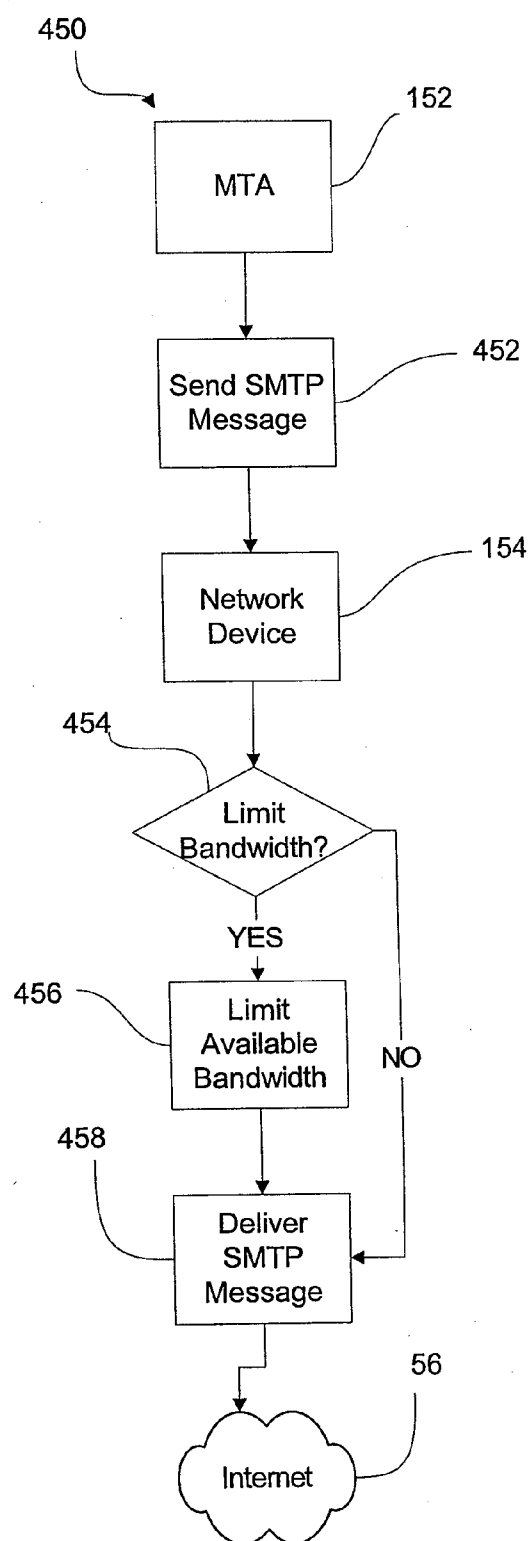 450
152
MTA
452
Send SMTP
Message
154
Network
Device
454
Limit
Bandwidth?
YES
456
Limit
Available
Bandwidth
NO
458
Deliver
SMTP
Message
56
Internet